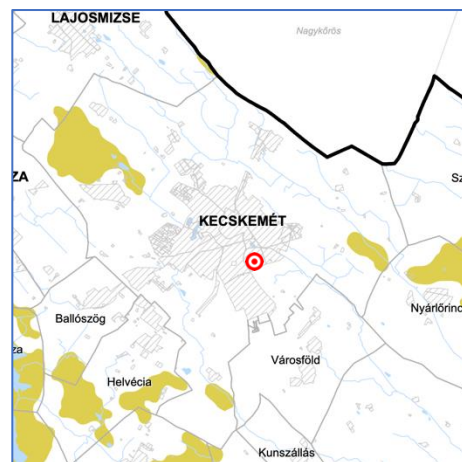 LAJOSMIZSE
Nagykőrös
ZA
Sz
KECSKEMÉT
Ballószög
Nyárlőrinc
za
Városföld
Helvécia
Kunszállás